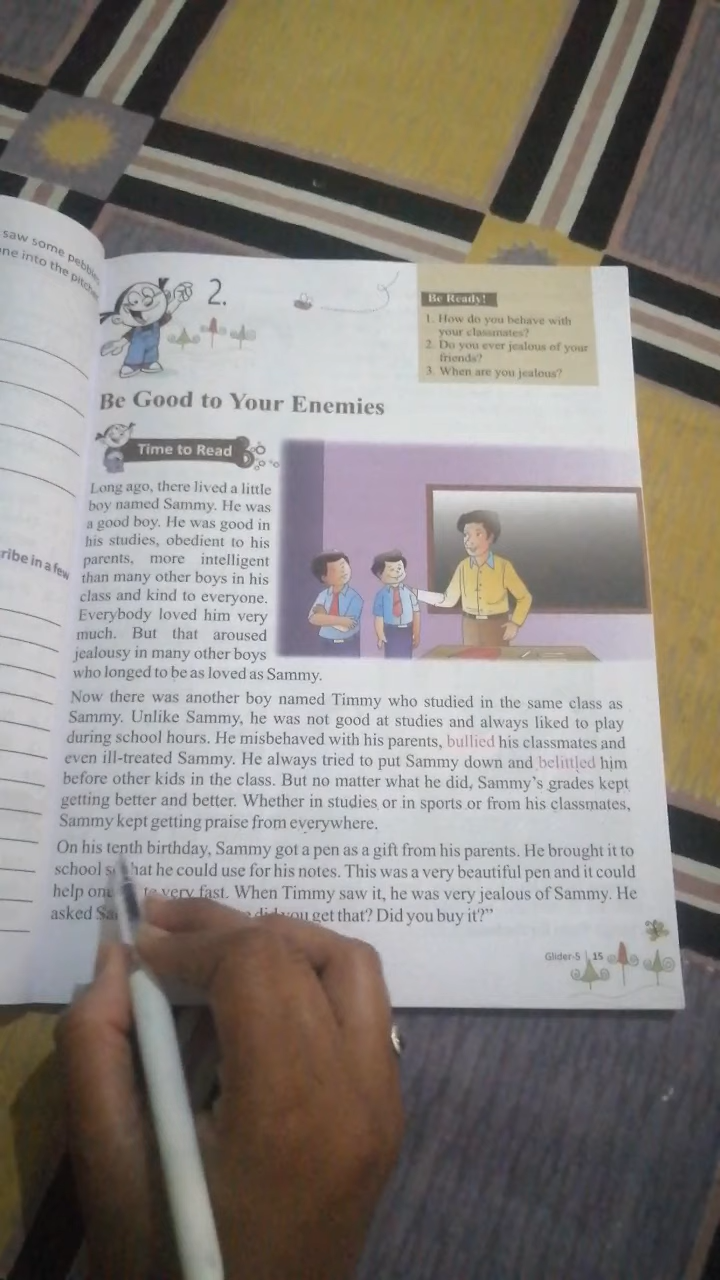 saw some pebbles
ne into the pitcher
ribe in a few
2.
Be Ready!
1. How do you behave with
your classmates?
2. Do you ever jealous of your
friends?
3. When are you jealous?
Be Good to Your Enemies
Time to Read
Long ago, there lived a little
boy named Sammy. He was
a good boy. He was good in
his studies, obedient to his
parents, more intelligent
than many other boys in his
class and kind to everyone.
Everybody loved him very
much. But that aroused
jealousy in many other boys
who longed to be as loved as Sammy.
Now there was another boy named Timmy who studied in the same class as
Sammy. Unlike Sammy, he was not good at studies and always liked to play
during school hours. He misbehaved with his parents, bullied his classmates and
even ill-treated Sammy. He always tried to put Sammy down and belittled him
before other kids in the class. But no matter what he did, Sammy's grades kept
getting better and better. Whether in studies or in sports or from his classmates,
Sammy kept getting praise from everywhere.
On his tenth birthday, Sammy got a pen as a gift from his parents. He brought it to
school hat he could use for his notes. This was a very beautiful pen and it could
help one very fast. When Timmy saw it, he was very jealous of Sammy. He
asked did you get that? Did you buy it?"
Glider-5 15